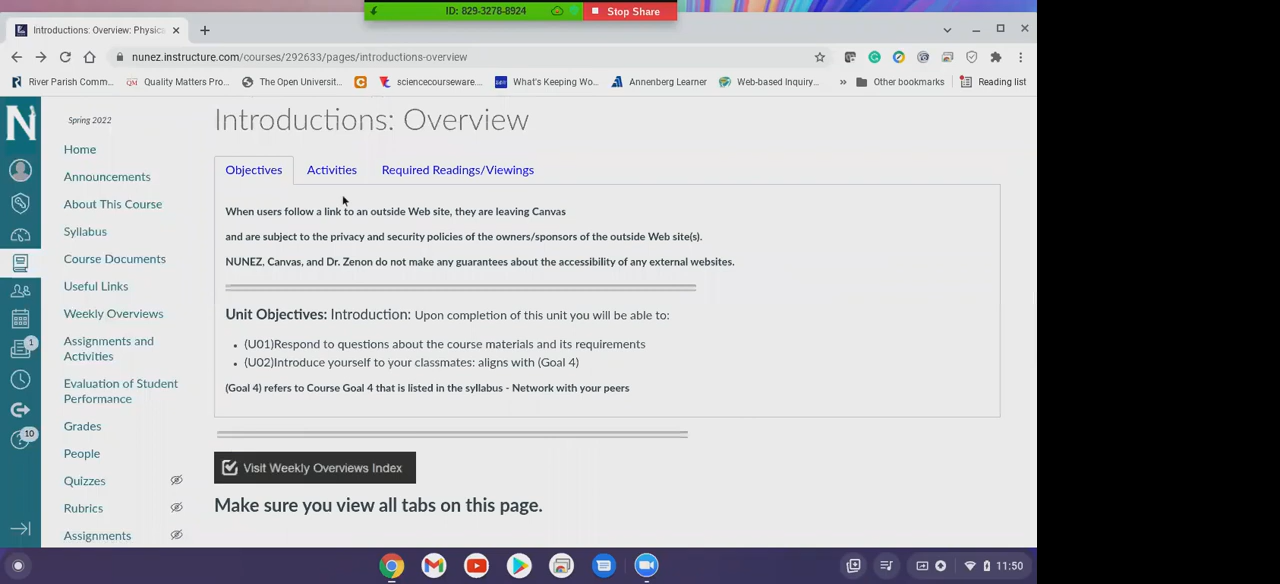 ID: 829-3278-8924
Stop Share
Introductions: Overview: Physic
nunez.instructure.com/courses/292633/pages/introductions-overview
River Parish Comm...
Quality Matters Pro...
The Open Universit...
sciencecourseware...
What's Keeping Wo...
Annenberg Learner
Web-based Inquiry...
»
Other bookmarks
Reading list
N
Spring 2022
Home
Announcements
About This Course
Syllabus
Course Documents
Useful Links
Weekly Overviews
Assignments and
Activities
Evaluation of Student
Performance
Grades
People
Quizzes
Rubrics
Assignments
1
10
Introductions: Overview
Objectives
Activities
Required Readings/Viewings
When users follow a link to an outside Web site, they are leaving Canvas
and are subject to the privacy and security policies of the owners/sponsors of the outside Web site(s).
NUNEZ, Canvas, and Dr. Zenon do not make any guarantees about the accessibility of any external websites.
Unit Objectives: Introduction: Upon completion of this unit you will be able to:
• (U01)Respond to questions about the course materials and its requirements
• (U02)Introduce yourself to your classmates: aligns with (Goal 4)
(Goal 4) refers to Course Goal 4 that is listed in the syllabus - Network with your peers
Visit Weekly Overviews Index
Make sure you view all tabs on this page.
11:50